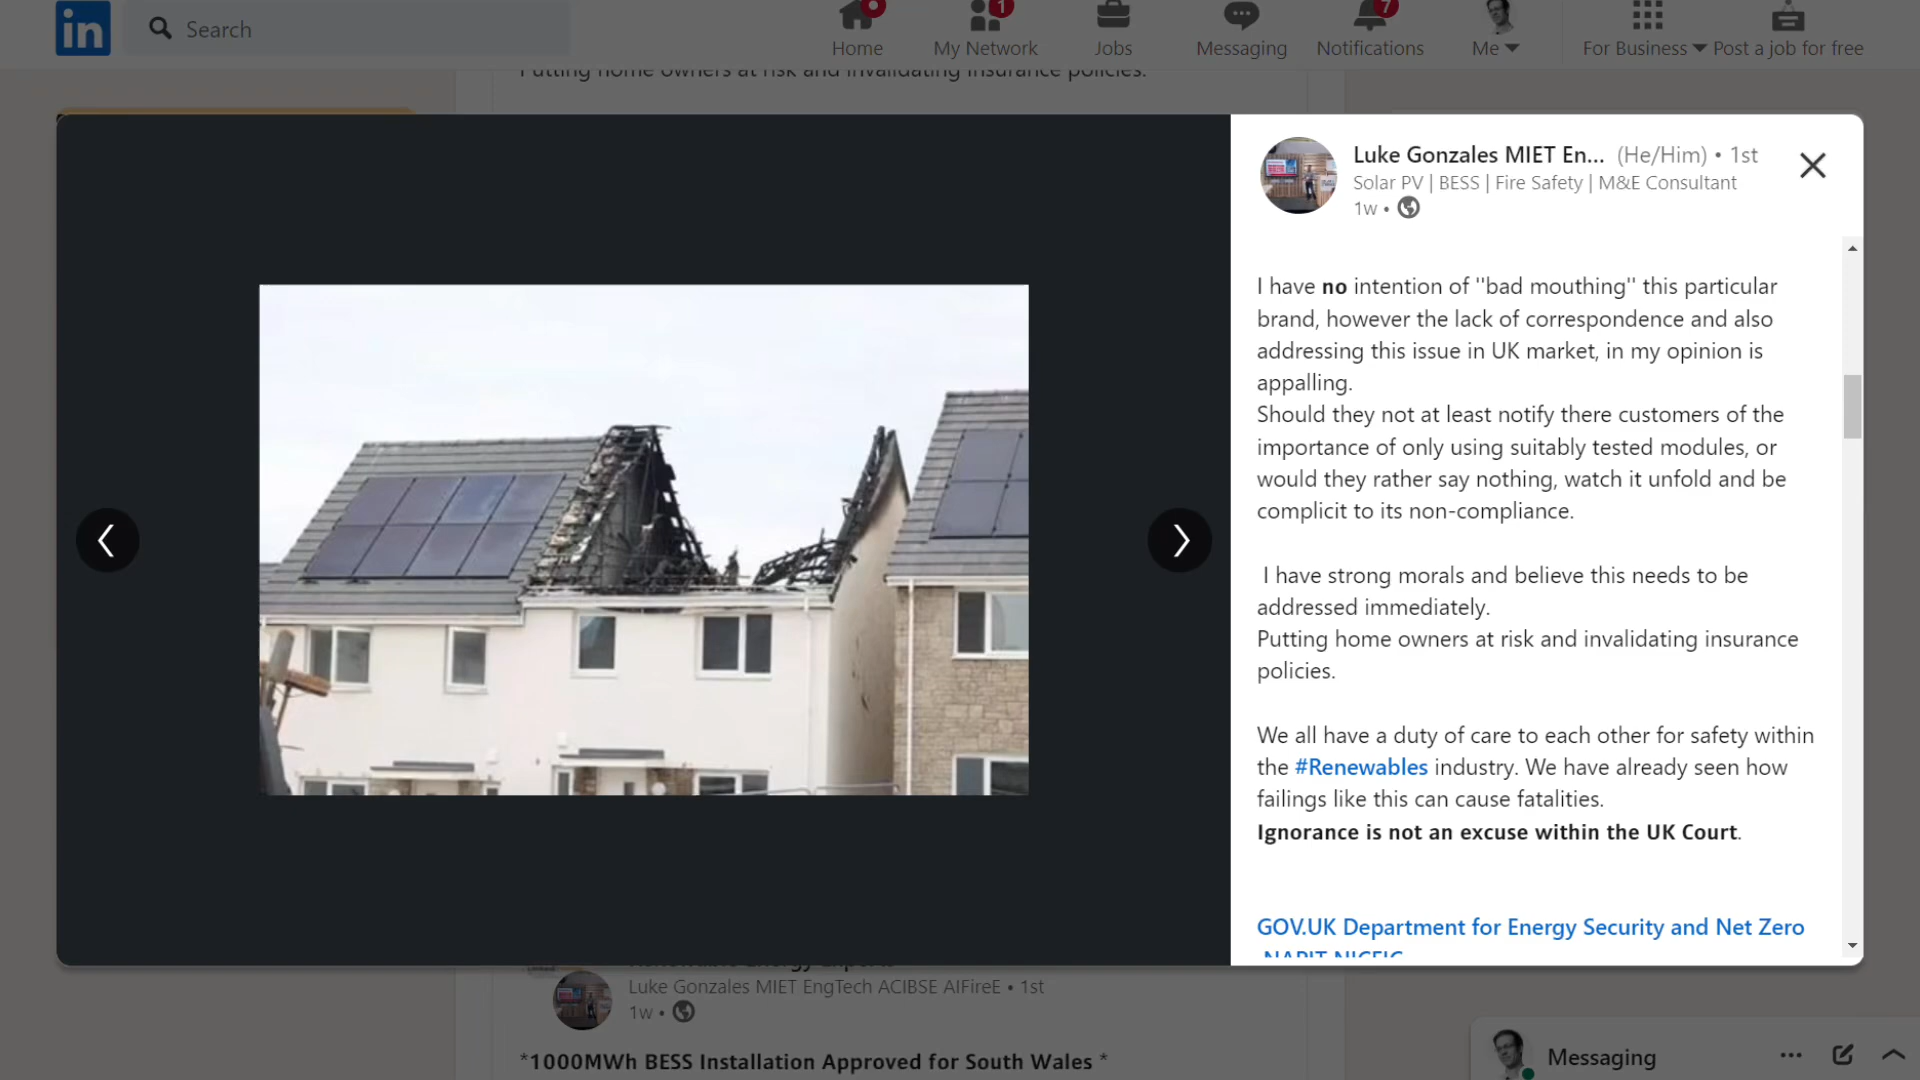 in
Search
Home
1
My Network
Jobs
Messaging
7
Notifications
Me
For Business
Post a job for free
Putting home owners at risk and invalidating insurance policies.
Luke Gonzales MIET En... (He/Him) • 1st
Solar PV | BESS | Fire Safety | M&E Consultant
1w •
I have no intention of "bad mouthing" this particular
brand, however the lack of correspondence and also
addressing this issue in UK market, in my opinion is
appalling.
Should they not at least notify there customers of the
importance of only using suitably tested modules, or
would they rather say nothing, watch it unfold and be
complicit to its non-compliance.
I have strong morals and believe this needs to be
addressed immediately.
Putting home owners at risk and invalidating insurance
policies.
We all have a duty of care to each other for safety within
the #Renewables industry. We have already seen how
failings like this can cause fatalities.
Ignorance is not an excuse within the UK Court.
GOV.UK Department for Energy Security and Net Zero
NAPIT NICEIC
Luke Gonzales MIET EngTech ACIBSE AIFireE • 1st
1w •
*1000MWh BESS Installation Approved for South Wales *
Messaging